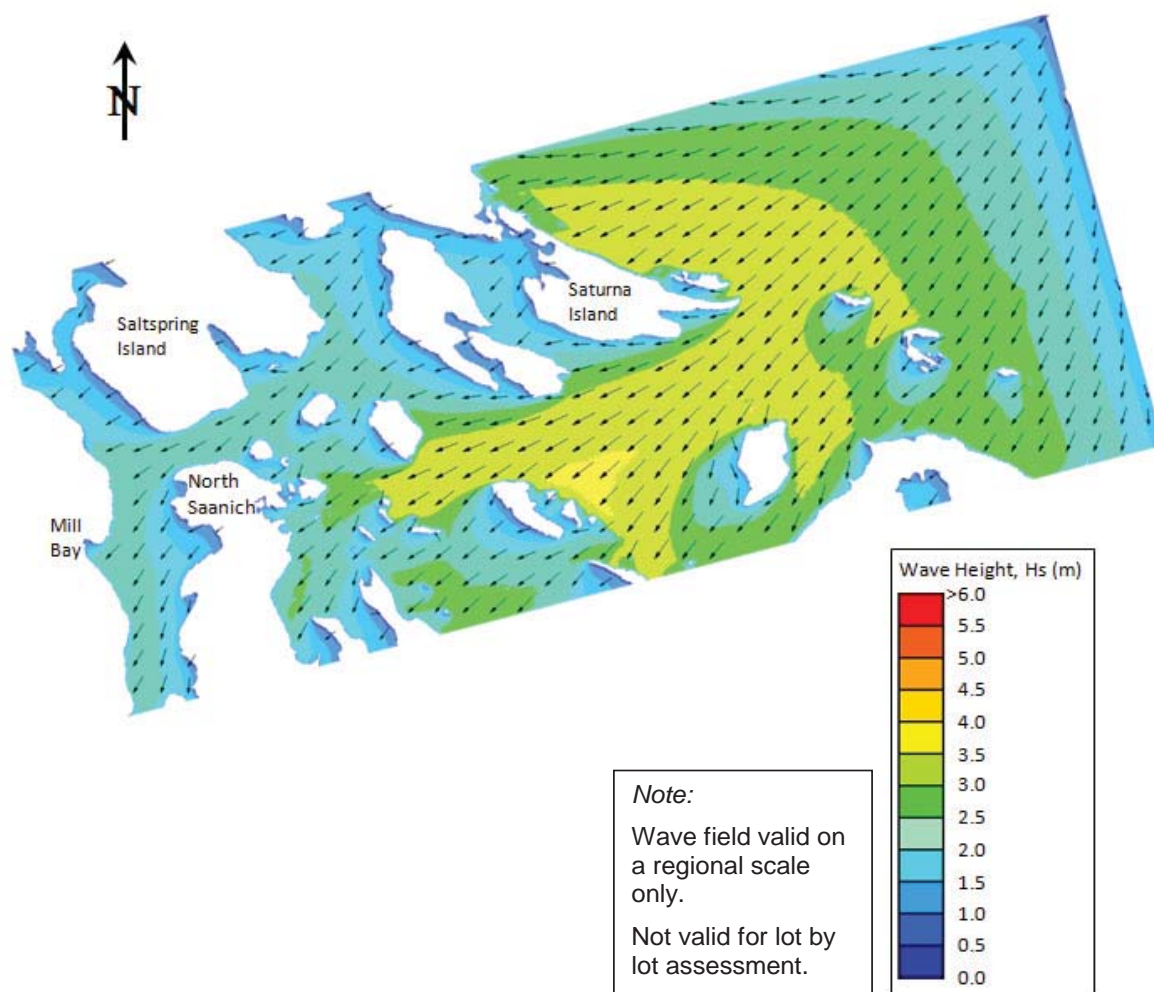 N
Saturna
Island
Saltspring
Island
North
Saanich
Mill
Bay
Note:
Wave field valid on
a regional scale
only.
Not valid for lot by
lot assessment.
Wave Height, Hs (m)
>6.0
5.5
5.0
4.5
4.0
3.5
3.0
2.5
2.0
1.5
1.0
0.5
0.0